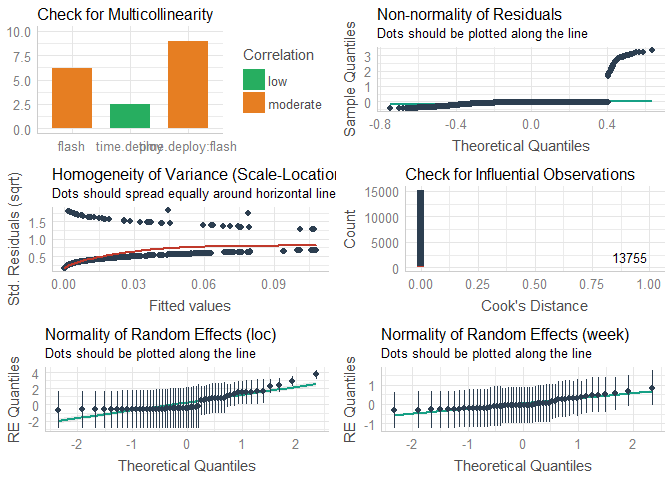 Check for Multicollinearity
10.0
7.5
5.0
2.5
0.0
flash
time.deploy:flash
Correlation
low
moderate
Non-normality of Residuals
Dots should be plotted along the line
Sample Quantiles
3
2
1
0
-0.8
-0.4
0.0
0.4
Theoretical Quantiles
Homogeneity of Variance (Scale-Location
Dots should spread equally around horizontal line
Std. Residuals (sqrt)
1.5
1.0
0.5
0.00
0.03
0.06
0.09
Fitted values
Check for Influential Observations
Count
15000
10000
5000
0
13755
0.00
0.25
0.50
0.75
1.00
Cook's Distance
Normality of Random Effects (loc)
Dots should be plotted along the line
RE Quantiles
4
2
0
-2
-2
-1
0
1
2
Theoretical Quantiles
Normality of Random Effects (week)
Dots should be plotted along the line
RE Quantiles
1
0
-1
-2
-1
0
1
2
Theoretical Quantiles